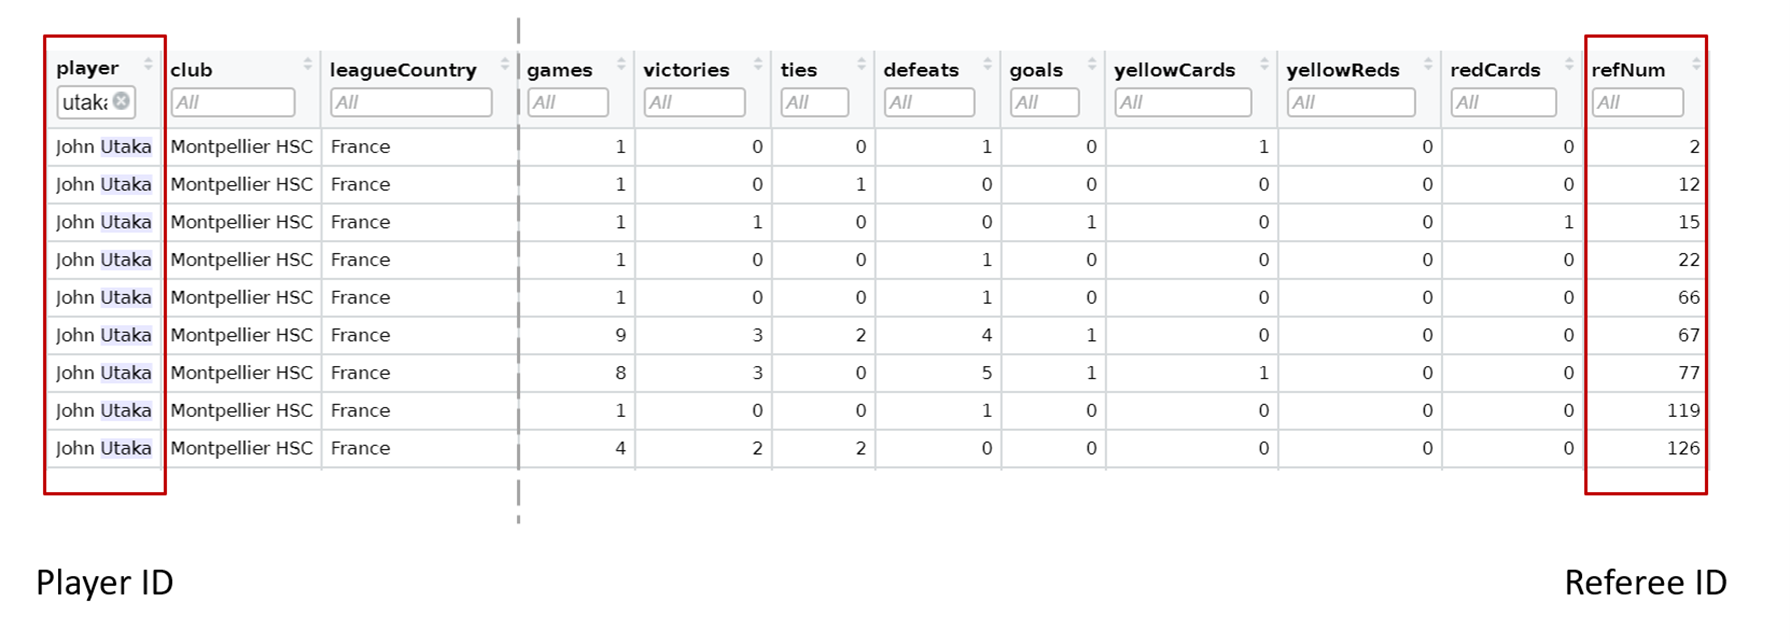 player club leagueCountry games victories ties defeats goals yellowCards yellowReds redCards refNum
utaka All All All All All All All All All All All
John Utaka Montpellier HSC France 1 0 0 1 0 1 0 0 2
John Utaka Montpellier HSC France 1 0 1 0 0 0 0 0 12
John Utaka Montpellier HSC France 1 1 0 0 1 0 0 1 15
John Utaka Montpellier HSC France 1 0 0 1 0 0 0 0 22
John Utaka Montpellier HSC France 1 0 0 1 0 0 0 0 66
John Utaka Montpellier HSC France 9 3 2 4 1 0 0 0 67
John Utaka Montpellier HSC France 8 3 0 5 1 1 0 0 77
John Utaka Montpellier HSC France 1 0 0 1 0 0 0 0 119
John Utaka Montpellier HSC France 4 2 2 0 0 0 0 0 126
Player ID Referee ID